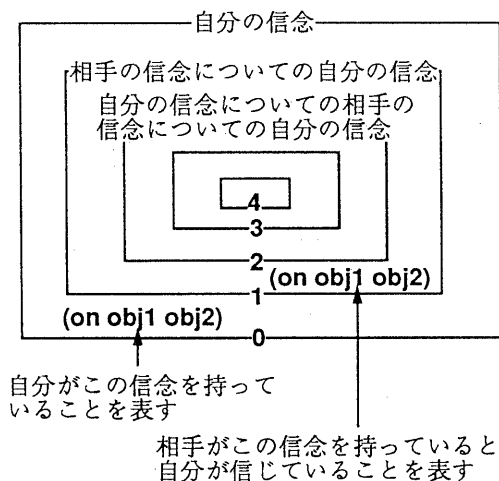 自分の信念
相手の信念についての自分の信念
自分の信念についての相手の
信念についての自分の信念
4
3
2
(on obj1 obj2)
1
(on obj1 obj2)
0
自分がこの信念を持って
いることを表す
相手がこの信念を持っていると
自分が信じていることを表す